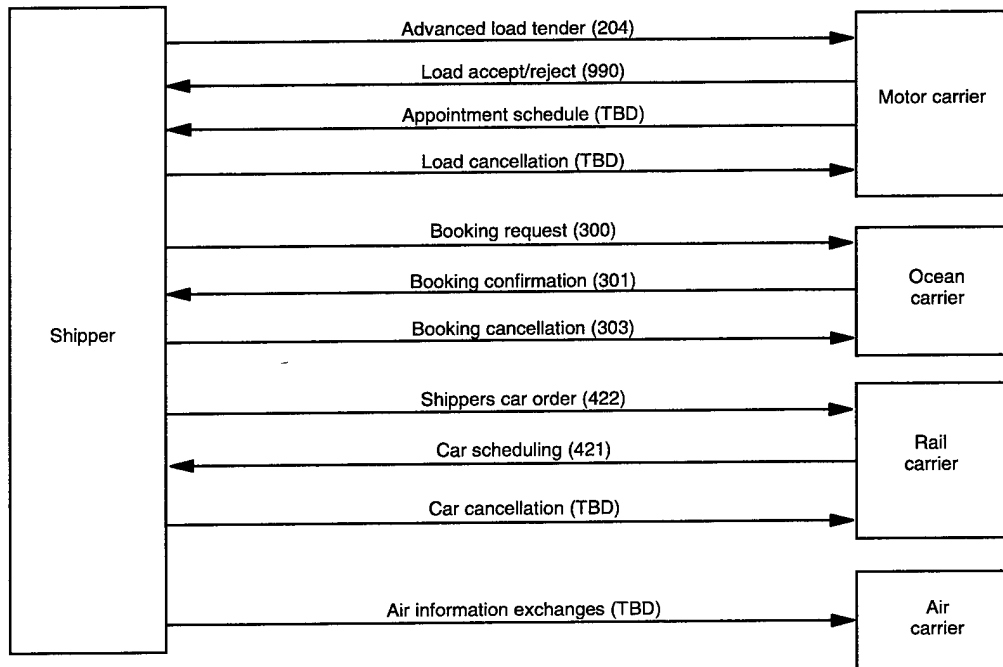 Advanced load tender (204)
Load accept/reject (990)
Motor carrier
Appointment schedule (TBD)
Load cancellation (TBD)
Booking request (300)
Booking confirmation (301)
Ocean
carrier
Shipper
Booking cancellation (303)
Shippers car order (422)
Car scheduling (421)
Rail
carrier
Car cancellation (TBD)
Air information exchanges (TBD)
Air
carrier